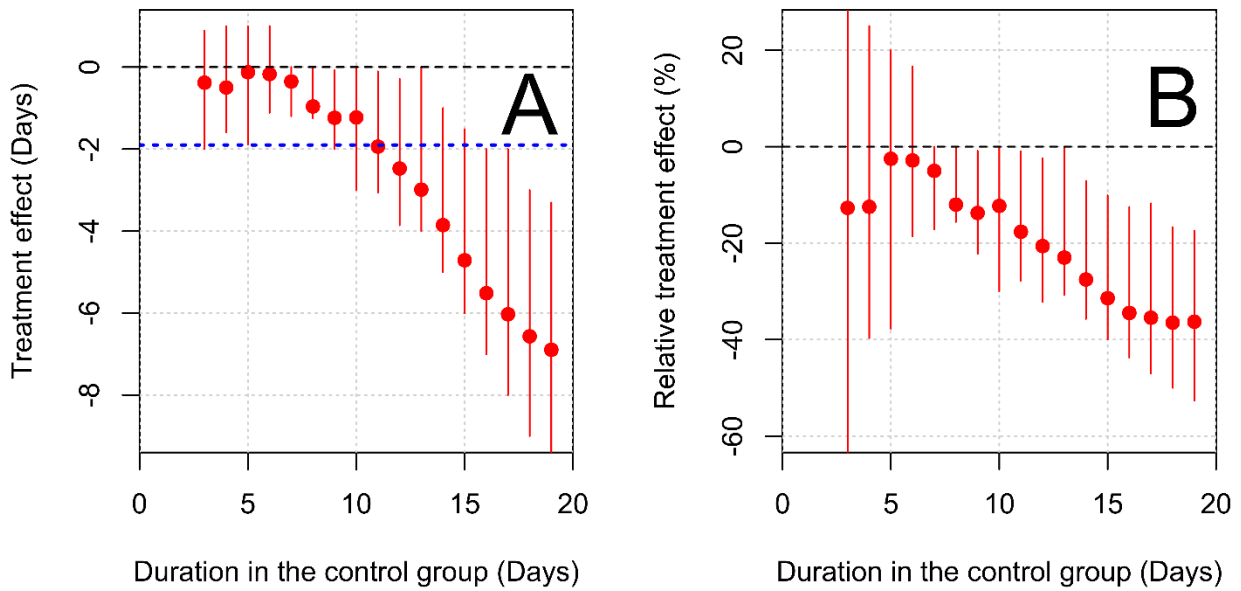 A
Treatment effect (Days)
0
-2
-4
-6
-8
0 5 10 15 20
Duration in the control group (Days)
B
Relative treatment effect (%)
20
0
-20
-40
-60
0 5 10 15 20
Duration in the control group (Days)